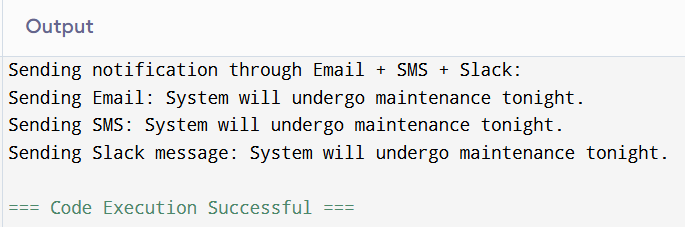 Output
Sending notification through Email + SMS + Slack:
Sending Email: System will undergo maintenance tonight.
Sending SMS: System will undergo maintenance tonight.
Sending Slack message: System will undergo maintenance tonight.
=== Code Execution Successful ===